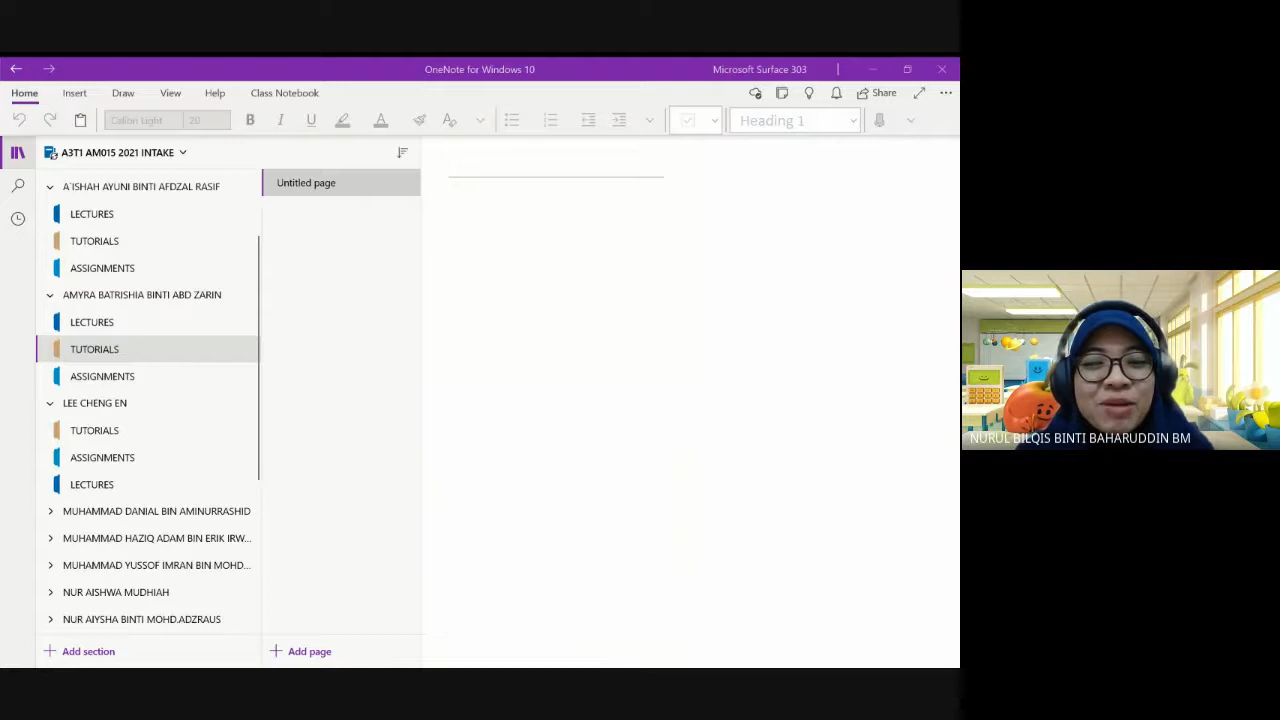 OneNote for Windows 10
Microsoft Surface 303
Home
Insert
Draw
View
Help
Class Notebook
Share
Calibri Light
20
B
I
U
A
Heading 1
A3T1 AM015 2021 INTAKE
A'ISHAH AYUNI BINTI AFDZAL RASIF
LECTURES
TUTORIALS
ASSIGNMENTS
AMYRA BATRISHIA BINTI ABD ZARIN
LECTURES
TUTORIALS
ASSIGNMENTS
LEE CHENG EN
TUTORIALS
ASSIGNMENTS
LECTURES
MUHAMMAD DANIAL BIN AMINURRASHID
MUHAMMAD HAZIQ ADAM BIN ERIK IRW...
MUHAMMAD YUSSOF IMRAN BIN MOHD...
NUR AISHWA MUDHIAH
NUR AIYSHA BINTI MOHD.ADZRAUS
Add section
Untitled page
Add page
NURUL BILQIS BINTI BAHARUDDIN BM